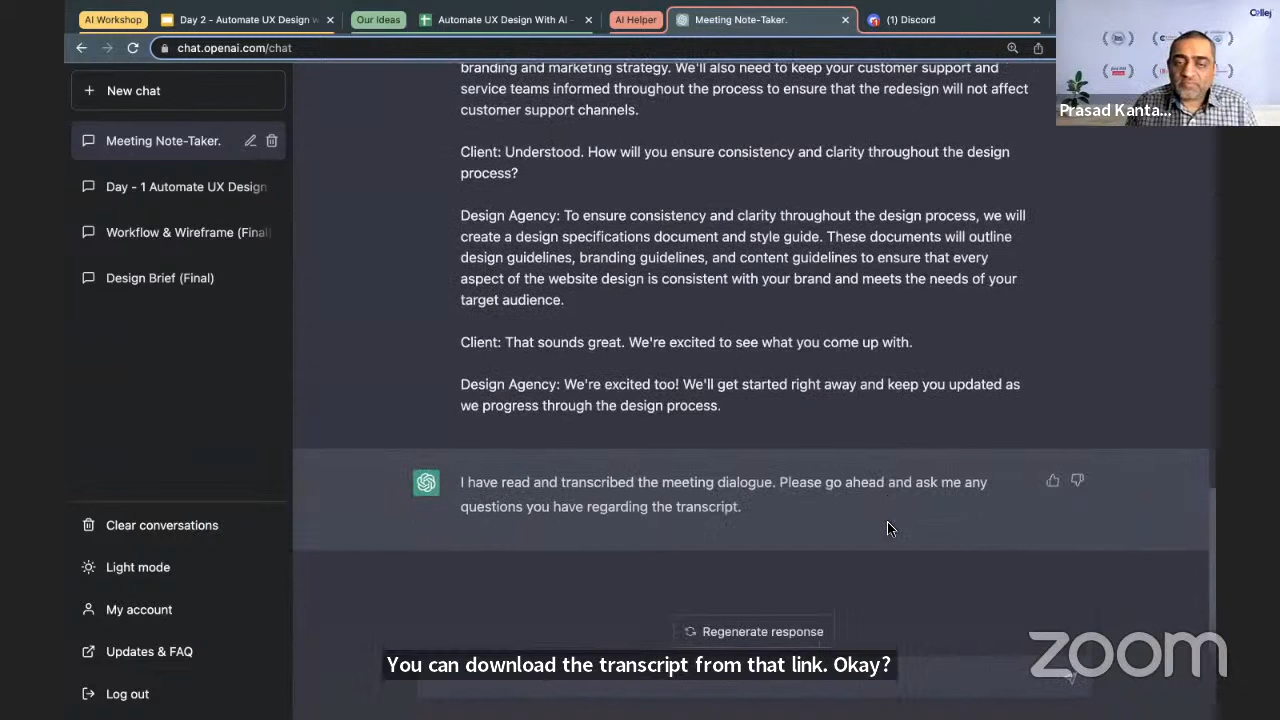 AI Workshop
Day 2 - Automate UX Design w
Our Ideas
Automate UX Design With AI -
AI Helper
Meeting Note-Taker.
(1) Discord
chat.openai.com/chat
New chat
Meeting Note-Taker.
Day - 1 Automate UX Design
Workflow & Wireframe (Final
Design Brief (Final)
Clear conversations
Light mode
My account
Updates & FAQ
Log out
branding and marketing strategy. We'll also need to keep your customer support and
service teams informed throughout the process to ensure that the redesign will not affect
customer support channels.
Client: Understood. How will you ensure consistency and clarity throughout the design
process?
Design Agency: To ensure consistency and clarity throughout the design process, we will
create a design specifications document and style guide. These documents will outline
design guidelines, branding guidelines, and content guidelines to ensure that every
aspect of the website design is consistent with your brand and meets the needs of your
target audience.
Client: That sounds great. We're excited to see what you come up with.
Design Agency: We're excited too! We'll get started right away and keep you updated as
we progress through the design process.
I have read and transcribed the meeting dialogue. Please go ahead and ask me any
questions you have regarding the transcript.
Regenerate response
You can download the transcript from that link. Okay?
Prasad Kanta...
zoom